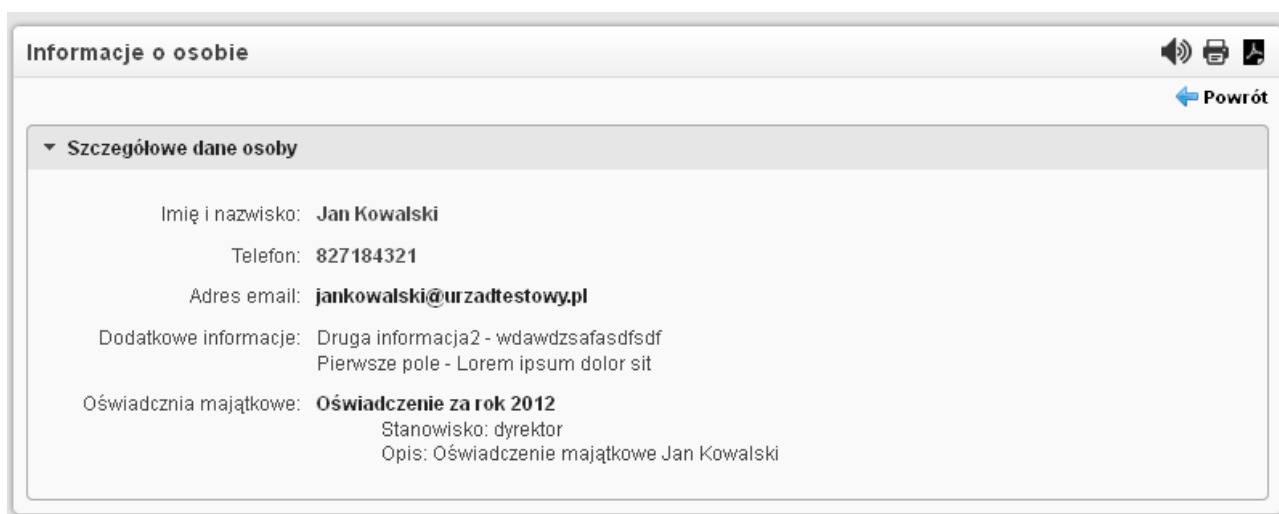 Informacje o osobie
Powrót
Szczegółowe dane osoby
Imię i nazwisko: Jan Kowalski
Telefon: 827184321
Adres email: jankowalski@urzadtestowy.pl
Dodatkowe informacje: Druga informacja2 - wdawdzsafasdfsdf
Pierwsze pole - Lorem ipsum dolor sit
Oświadcznia majątkowe: Oświadczenie za rok 2012
Stanowisko: dyrektor
Opis: Oświadczenie majątkowe Jan Kowalski